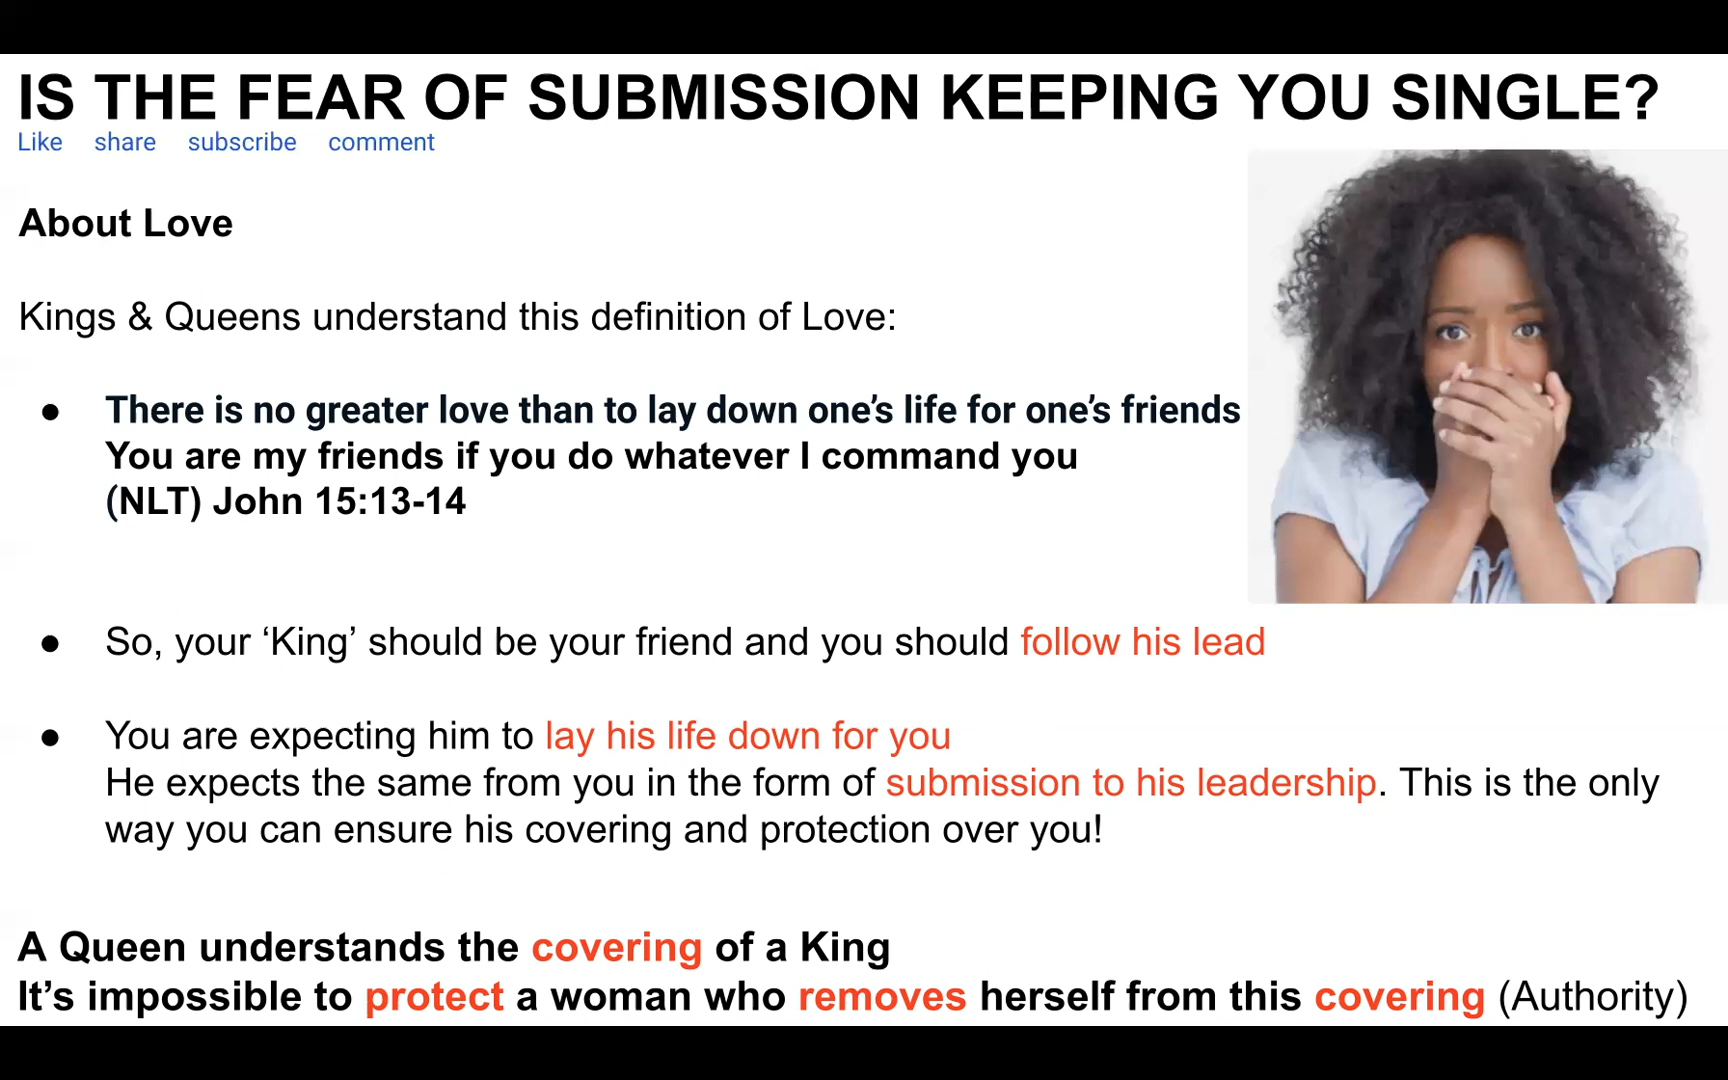 IS THE FEAR OF SUBMISSION KEEPING YOU SINGLE?
Like share subscribe comment
About Love
Kings & Queens understand this definition of Love:
● There is no greater love than to lay down one’s life for one’s friends
You are my friends if you do whatever I command you
(NLT) John 15:13-14
● So, your ‘King’ should be your friend and you should follow his lead
● You are expecting him to lay his life down for you
He expects the same from you in the form of submission to his leadership. This is the only
way you can ensure his covering and protection over you!
A Queen understands the covering of a King
It’s impossible to protect a woman who removes herself from this covering (Authority)